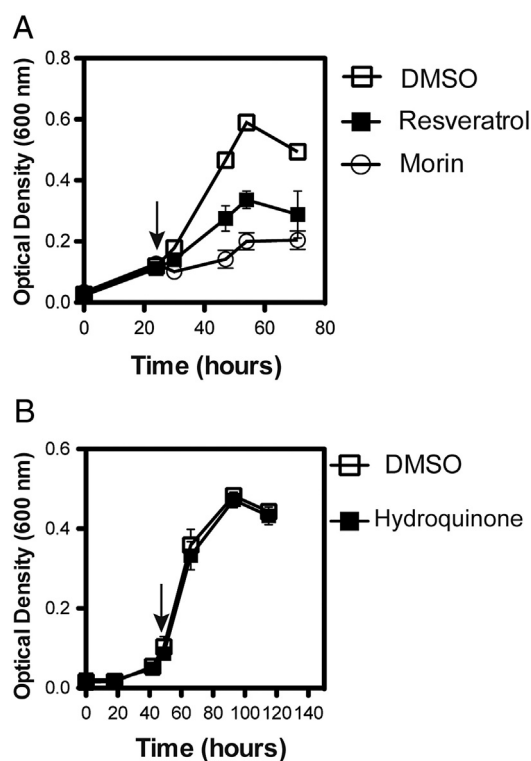 A
0.8
0.6
0.4
0.2
0.0
Optical Density (600 nm)
0 20 40 60 80
Time (hours)
DMSO
Resveratrol
Morin
B
0.6
0.4
0.2
0.0
Optical Density (600 nm)
0 20 40 60 80 100 120 140
Time (hours)
DMSO
Hydroquinone